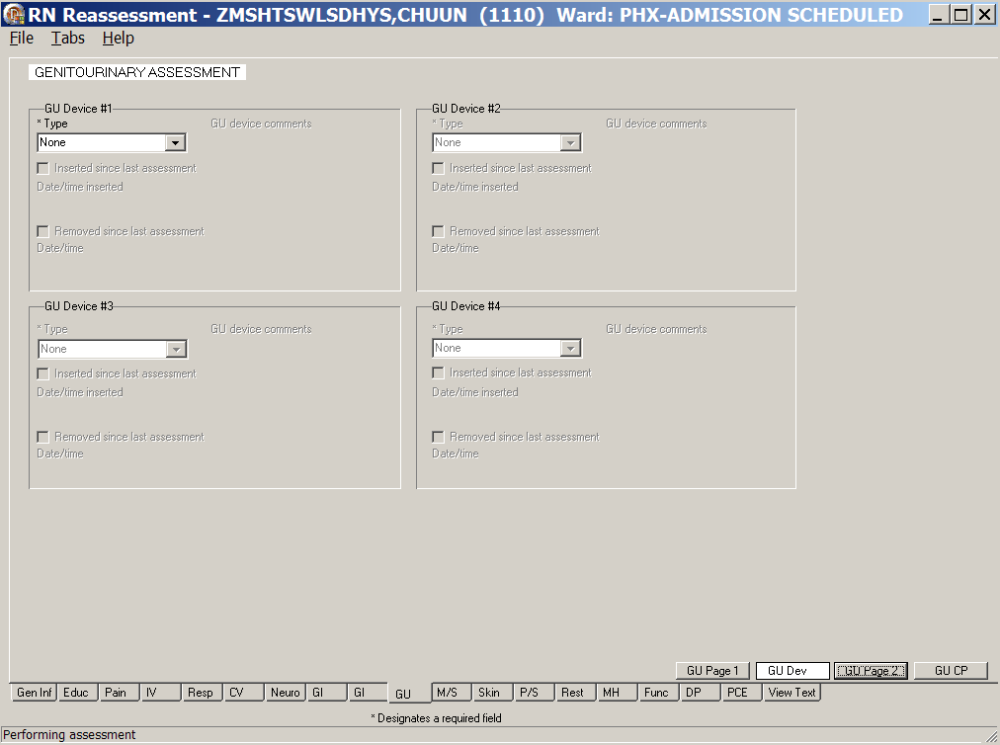 RN Reassessment - ZMSHTSWLSDHYS,CHUUN (1110) Ward: PHX-ADMISSION SCHEDULED
File Tabs Help
GENITOURINARY ASSESSMENT
GU Device #1
* Type GU device comments
None
Inserted since last assessment
Date/time inserted
Removed since last assessment
Date/time
GU Device #2
* Type GU device comments
None
Inserted since last assessment
Date/time inserted
Removed since last assessment
Date/time
GU Device #3
* Type GU device comments
None
Inserted since last assessment
Date/time inserted
Removed since last assessment
Date/time
GU Device #4
* Type GU device comments
None
Inserted since last assessment
Date/time inserted
Removed since last assessment
Date/time
GU Page 1 GU Dev GU Page 2 GU CP
Gen Inf Educ Pain IV Resp CV Neuro GI GI GU M/S Skin P/S Rest MH Func DP PCE View Text
* Designates a required field
Performing assessment